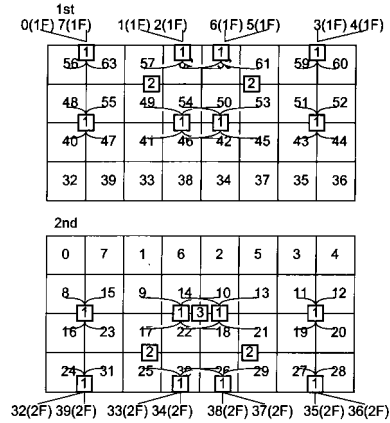 1st
0(1F) 7(1F) 1(1F) 2(1F) 6(1F) 5(1F) 3(1F) 4(1F)
1 1 1 1
56 63 57 61 59 60
2 2
48 55 49 54 50 53 51 52
1 1 1 1
40 47 41 46 42 45 43 44
32 39 33 38 34 37 35 36
2nd
0 7 1 6 2 5 3 4
8 15 9 14 10 13 11 12
1 1 3 1 1
16 23 17 22 18 21 19 20
2 2
24 31 25 30 26 29 27 28
1 1 1 1
32(2F) 39(2F) 33(2F) 34(2F) 38(2F) 37(2F) 35(2F) 36(2F)